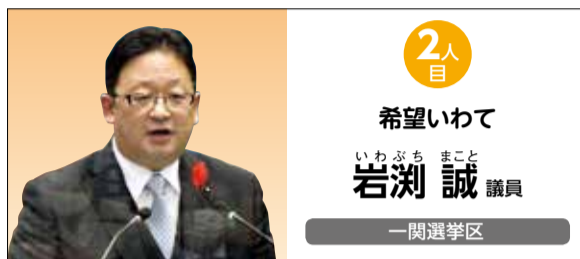 2人目
希望いわて
いわぶち まこと
岩渕 誠 議員
一関選挙区